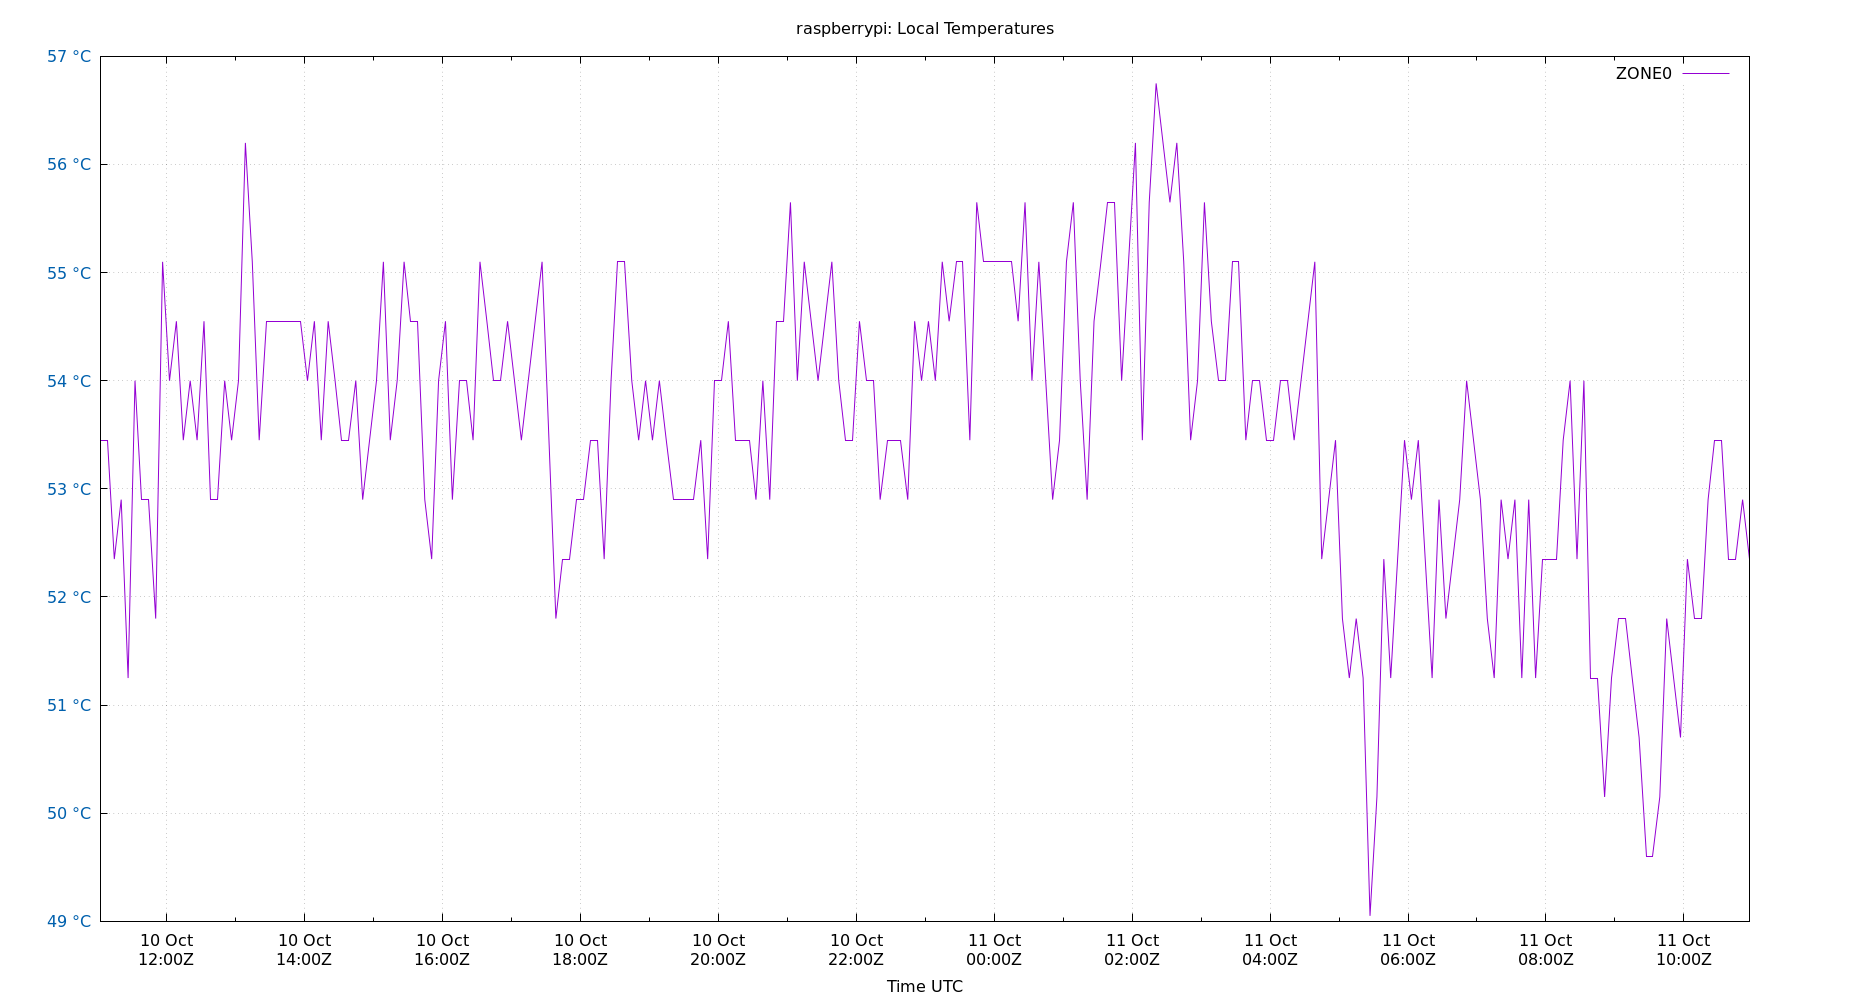 raspberrypi: Local Temperatures
57 °C
ZONE0
56 °C
55 °C
54 °C
53 °C
52 °C
51 °C
50 °C
49 °C
10 Oct 10 Oct 10 Oct 10 Oct 10 Oct 10 Oct 11 Oct 11 Oct 11 Oct 11 Oct 11 Oct 11 Oct
12:00Z 14:00Z 16:00Z 18:00Z 20:00Z 22:00Z 00:00Z 02:00Z 04:00Z 06:00Z 08:00Z 10:00Z
Time UTC